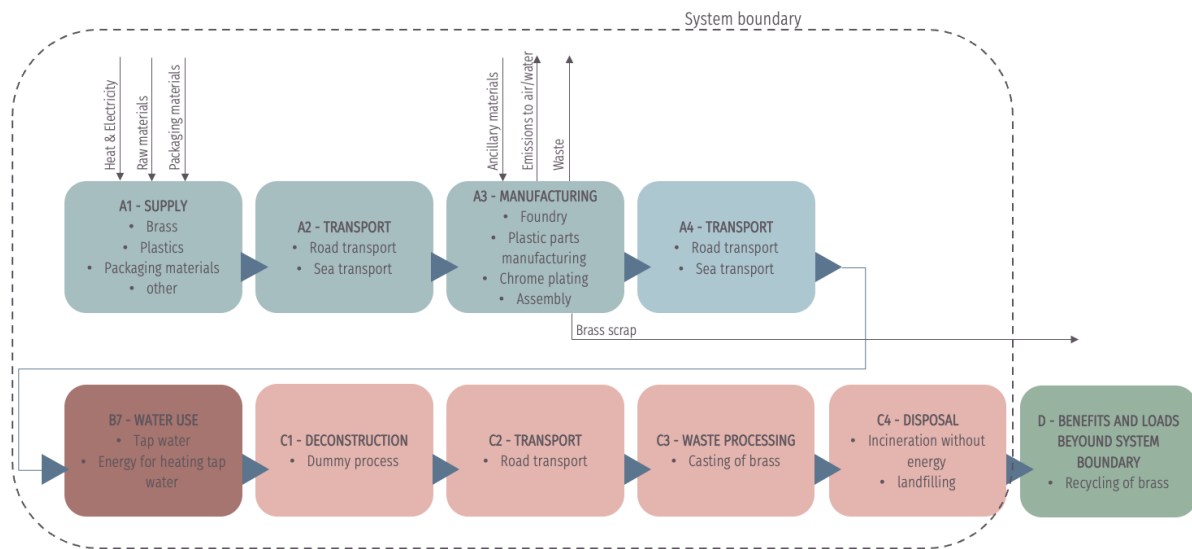 System boundary
Heat & Electricity
Raw materials
Packaging materials
Ancillary materials
Emissions to air/water
Waste
A1 - SUPPLY
• Brass
• Plastics
• Packaging materials
• other
A2 - TRANSPORT
• Road transport
• Sea transport
A3 - MANUFACTURING
• Foundry
• Plastic parts
manufacturing
• Chrome plating
• Assembly
A4 - TRANSPORT
• Road transport
• Sea transport
Brass scrap
B7 - WATER USE
• Tap water
• Energy for heating tap
water
C1 - DECONSTRUCTION
• Dummy process
C2 - TRANSPORT
• Road transport
C3 - WASTE PROCESSING
• Casting of brass
C4 - DISPOSAL
• Incineration without
energy
• landfilling
D - BENEFITS AND LOADS
BEYOUND SYSTEM
BOUNDARY
• Recycling of brass